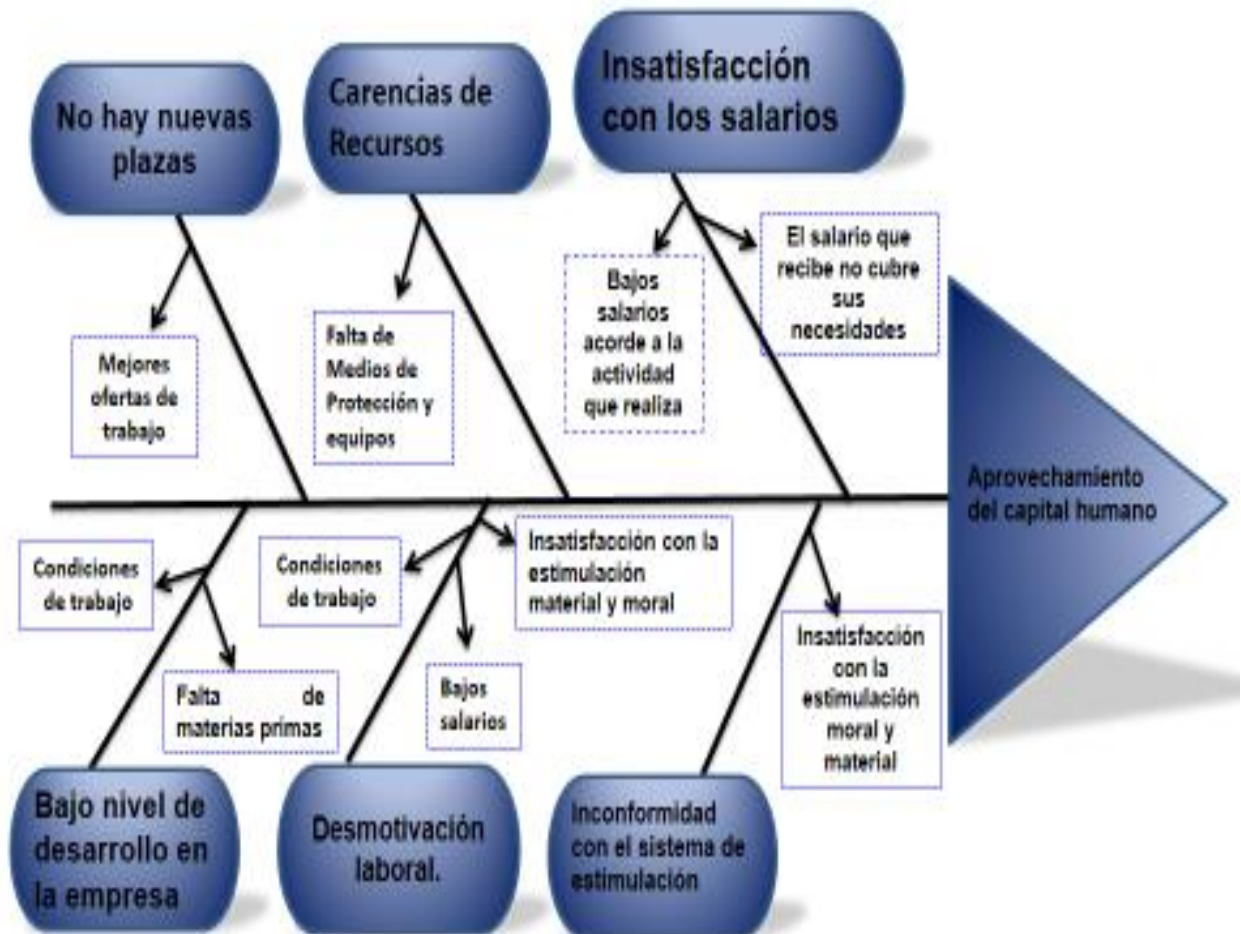 No hay nuevas
plazas
Carencias de
Recursos
Insatisfacción
con los salarios
Mejores
ofertas de
trabajo
Falta de
Medios de
Protección y
equipos
Bajos
salarios
acorde a la
actividad
que realiza
El salario que
recibe no cubre
sus
necesidades
Aprovechamiento
del capital humano
Condiciones
de trabajo
Falta de
materias primas
Condiciones
de trabajo
Insatisfacción con la
estimulación
material y moral
Bajos
salarios
Insatisfacción
con la
estimulación
moral y
material
Bajo nivel de
desarrollo en
la empresa
Desmotivación
laboral.
Inconformidad
con el sistema de
estimulación